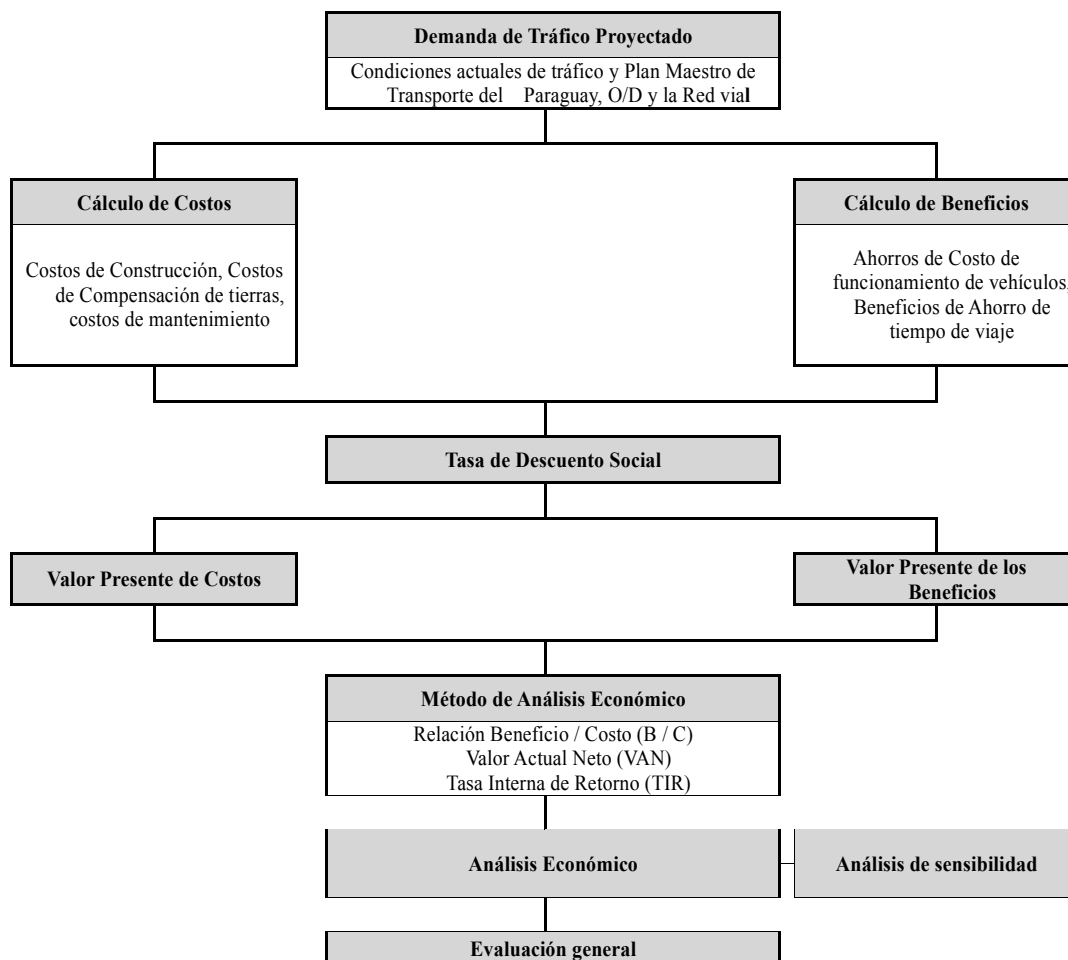 Demanda de Tráfico Proyectado
Condiciones actuales de tráfico y Plan Maestro de
Transporte del Paraguay, O/D y la Red vial
Cálculo de Costos
Costos de Construcción, Costos
de Compensación de tierras,
costos de mantenimiento
Cálculo de Beneficios
Ahorros de Costo de
funcionamiento de vehículos,
Beneficios de Ahorro de
tiempo de viaje
Tasa de Descuento Social
Valor Presente de Costos
Valor Presente de los
Beneficios
Método de Análisis Económico
Relación Beneficio / Costo (B / C)
Valor Actual Neto (VAN)
Tasa Interna de Retorno (TIR)
Análisis Económico
Análisis de sensibilidad
Evaluación general